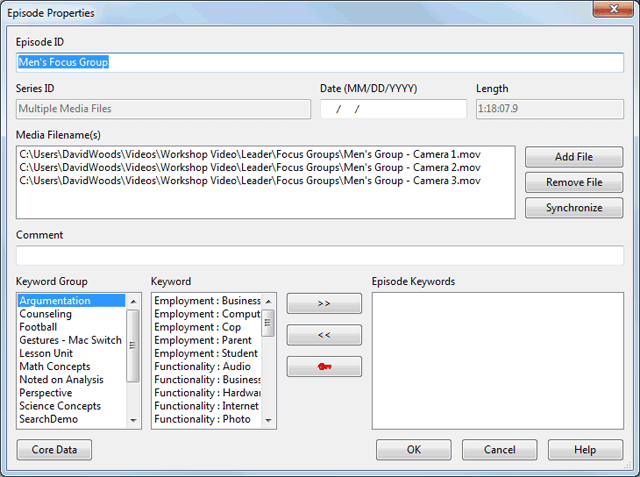 Episode Properties
Episode ID
Men's Focus Group
Series ID Date (MM/DD/YYYY) Length
Multiple Media Files / / 1:18:07.9
Media Filename(s)
C:\Users\DavidWoods\Videos\Workshop Video\Leader\Focus Groups\Men's Group - Camera 1.mov
C:\Users\DavidWoods\Videos\Workshop Video\Leader\Focus Groups\Men's Group - Camera 2.mov
C:\Users\DavidWoods\Videos\Workshop Video\Leader\Focus Groups\Men's Group - Camera 3.mov
Add File
Remove File
Synchronize
Comment
Keyword Group
Argumentation
Counseling
Football
Gestures - Mac Switch
Lesson Unit
Math Concepts
Noted on Analysis
Perspective
Science Concepts
SearchDemo
Keyword
Employment : Business
Employment : Comput
Employment : Cop
Employment : Parent
Employment : Student
Functionality : Audio
Functionality : Business
Functionality : Hardwar
Functionality : Internet
Functionality : Photo
>>
<<
Episode Keywords
Core Data OK Cancel Help